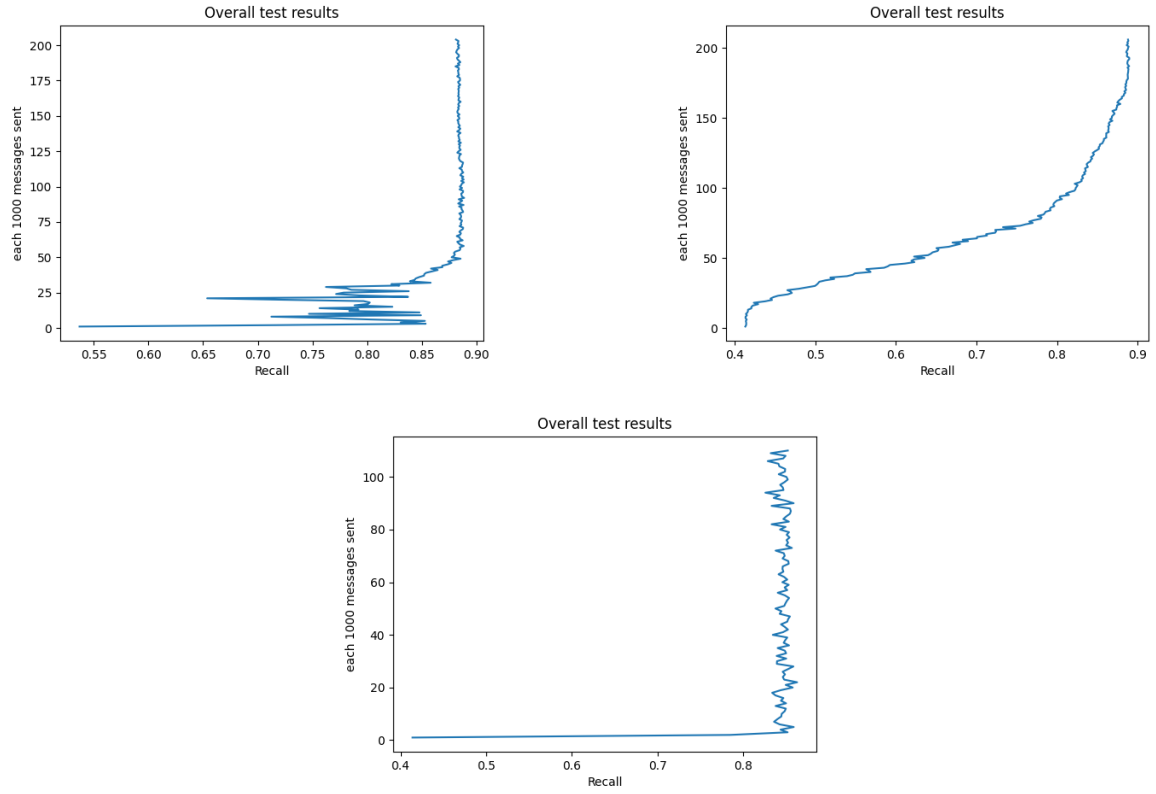 Overall test results
200
175
150
125
100
75
50
25
0
each 1000 messages sent
0.55 0.60 0.65 0.70 0.75 0.80 0.85 0.90
Recall
Overall test results
200
150
100
50
0
each 1000 messages sent
0.4 0.5 0.6 0.7 0.8 0.9
Recall
Overall test results
100
80
60
40
20
0
each 1000 messages sent
0.4 0.5 0.6 0.7 0.8
Recall